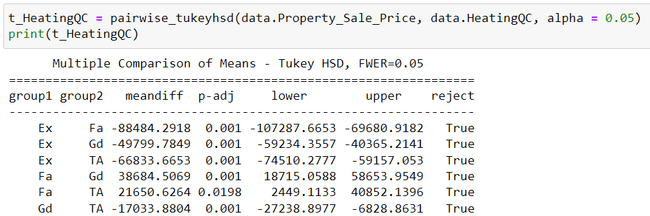 t_HeatingQC = pairwise_tukeyhsd(data.Property_Sale_Price, data.HeatingQC, alpha = 0.05)
print(t_HeatingQC)
Multiple Comparison of Means - Tukey HSD, FWER=0.05
===================================================================
group1 group2 meandiff p-adj lower upper reject
-------------------------------------------------------------------
Ex Fa -88484.2918 0.001 -107287.6653 -69680.9182 True
Ex Gd -49799.7849 0.001 -59234.3557 -40365.2141 True
Ex TA -66833.6653 0.001 -74510.2777 -59157.053 True
Fa Gd 38684.5069 0.001 18715.0588 58653.9549 True
Fa TA 21650.6264 0.0198 2449.1133 40852.1396 True
Gd TA -17033.8804 0.001 -27238.8977 -6828.8631 True